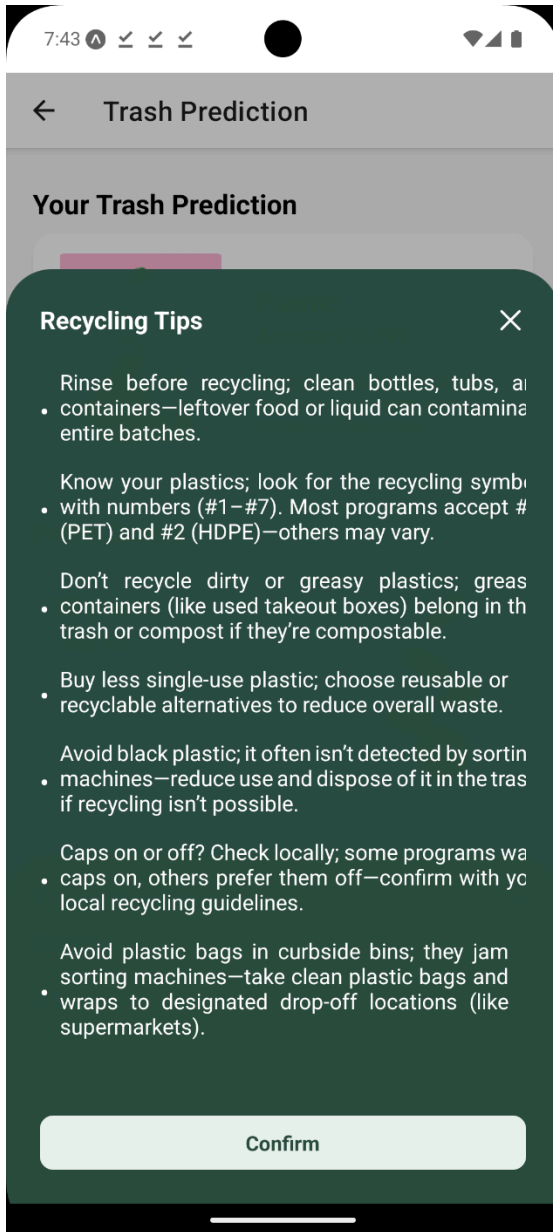 7:43
Trash Prediction
Your Trash Prediction
Recycling Tips
Rinse before recycling; clean bottles, tubs, a
• containers—leftover food or liquid can contamina
entire batches.
Know your plastics; look for the recycling symb
• with numbers (#1–#7). Most programs accept #
(PET) and #2 (HDPE)—others may vary.
Don’t recycle dirty or greasy plastics; greas
• containers (like used takeout boxes) belong in th
trash or compost if they’re compostable.
Buy less single-use plastic; choose reusable or
• recyclable alternatives to reduce overall waste.
Avoid black plastic; it often isn’t detected by sortin
• machines—reduce use and dispose of it in the tras
if recycling isn’t possible.
Caps on or off? Check locally; some programs wa
• caps on, others prefer them off—confirm with yo
local recycling guidelines.
Avoid plastic bags in curbside bins; they jam
sorting machines—take clean plastic bags and
• wraps to designated drop-off locations (like
supermarkets).
Confirm